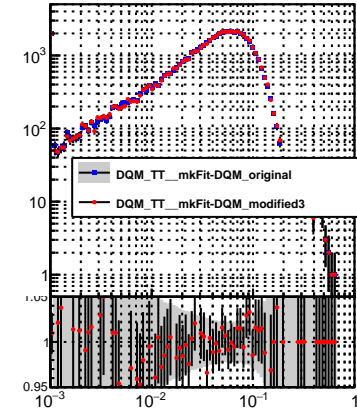 10³
10²
DQM_TT__mkFit-DQM_original
DQM_TT__mkFit-DQM_modified3
10
1
1.05
1
0.95
10⁻³ 10⁻² 10⁻¹ 1